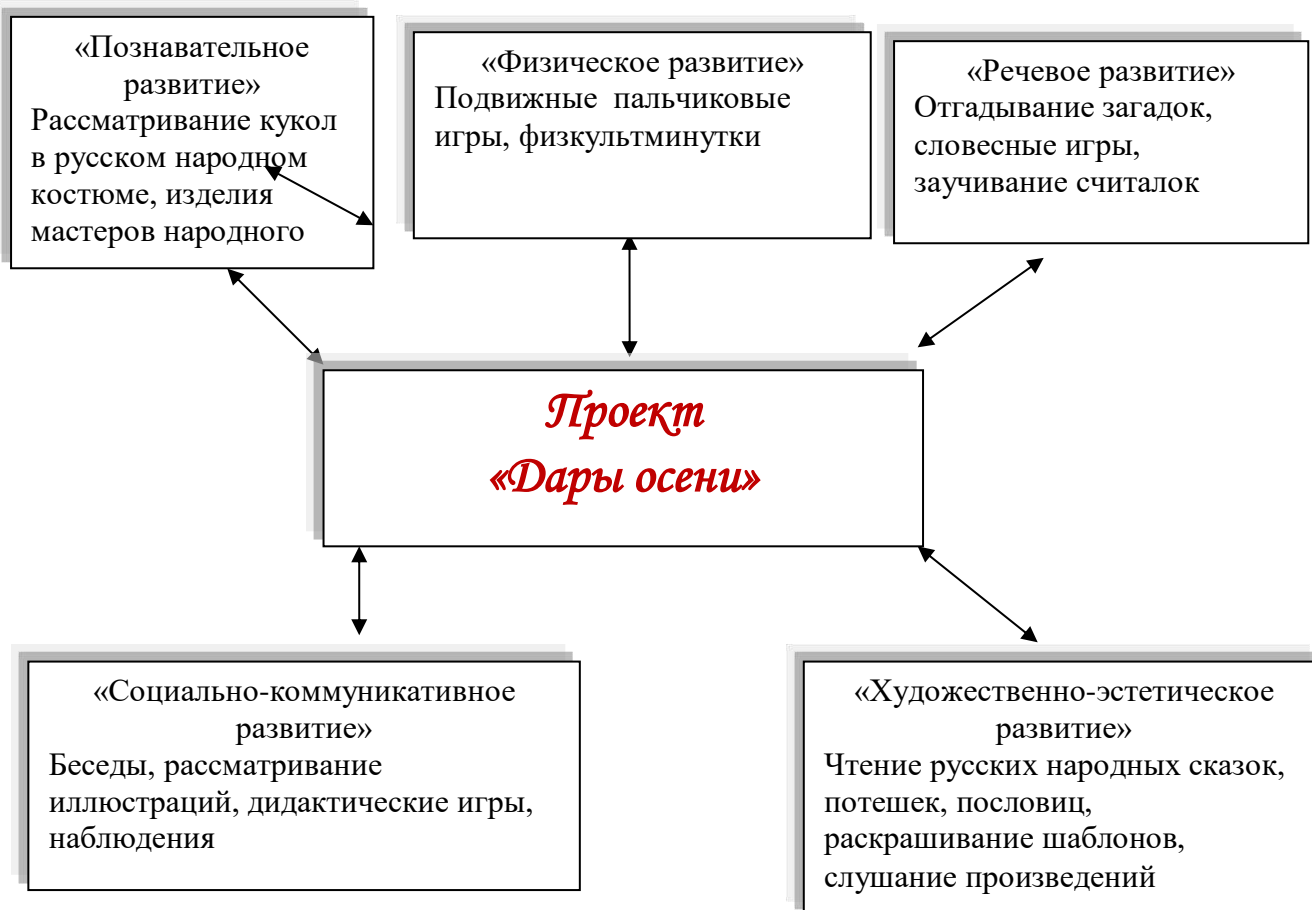 «Познавательное
развитие»
Рассматривание кукол
в русском народном
костюме, изделия
мастеров народного
«Физическое развитие»
Подвижные пальчиковые
игры, физкультминутки
«Речевое развитие»
Отгадывание загадок,
словесные игры,
заучивание считалок
Проект
«Дары осени»
«Социально-коммуникативное
развитие»
Беседы, рассматривание
иллюстраций, дидактические игры,
наблюдения
«Художественно-эстетическое
развитие»
Чтение русских народных сказок,
потешек, пословиц,
раскрашивание шаблонов,
слушание произведений